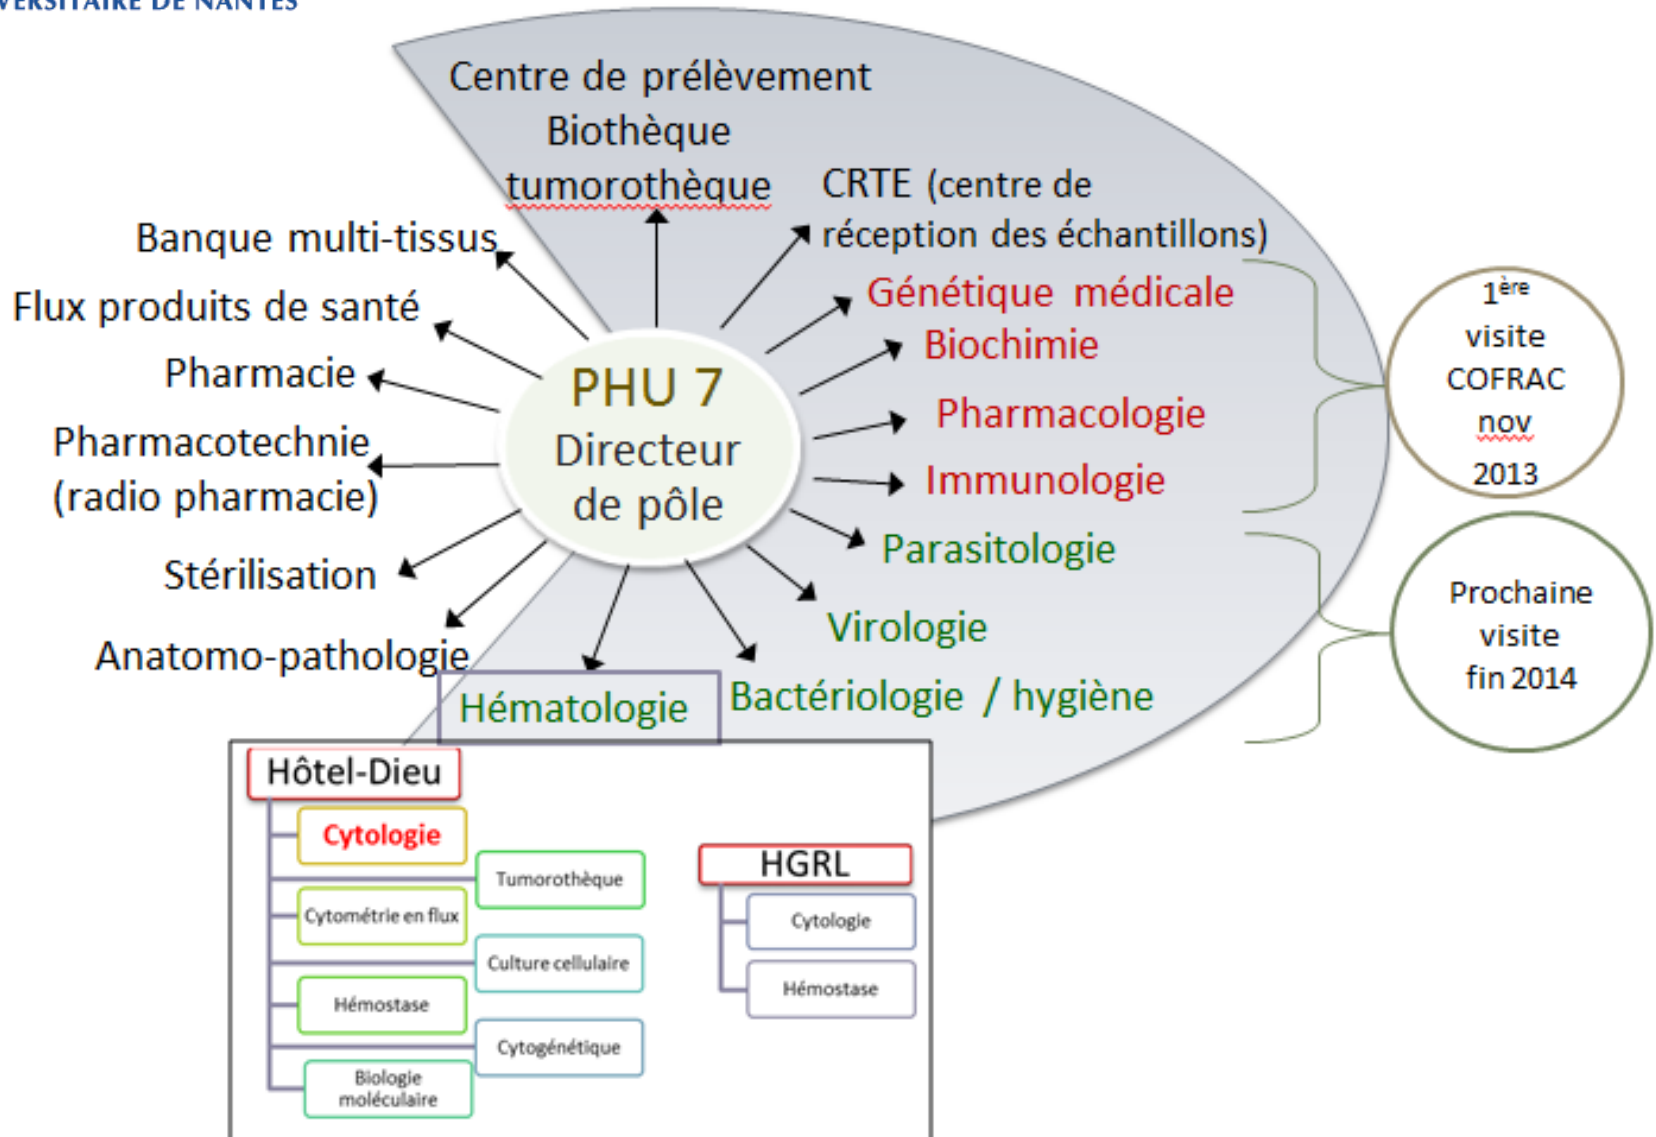 DE NANTES
Centre de prélèvement
Biothèque
tumorothèque
CRTE (centre de
réception des échantillons)
Banque multi-tissus
Génétique médicale
Flux produits de santé
Biochimie
Pharmacie
Pharmacologie
Pharmacotechnie
(radio pharmacie)
Immunologie
Stérilisation
Parasitologie
Anatomo-pathologie
Virologie
Hématologie
Bactériologie / hygiène
PHU 7
Directeur
de pôle
1ère
visite
COFRAC
nov
2013
Prochaine
visite
fin 2014
Hôtel-Dieu
Cytologie
Tumorothèque
Cytométrie en flux
Culture cellulaire
Hémostase
Cytogénétique
Biologie
moléculaire
HGRL
Cytologie
Hémostase